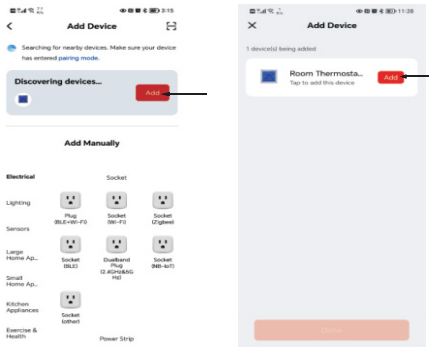 3:15
Add Device
Searching for nearby devices. Make sure your device
has entered pairing mode.
Discovering devices...
Add
Add Manually
Electrical
Lighting
Sensors
Large
Home Ap...
Small
Home Ap...
Kitchen
Appliances
Exercise &
Health
Socket
Plug
(BLE+Wi-Fi)
Socket
(Wi-Fi)
Socket
(Zigbee)
Socket
(BLE)
Dualband
Plug
(2.4GHz&5G
Hz)
Socket
(NB-IoT)
Socket
(other)
Power Strip
11:28
Add Device
1 device(s) being added
Room Thermosta...
Tap to add this device
Add